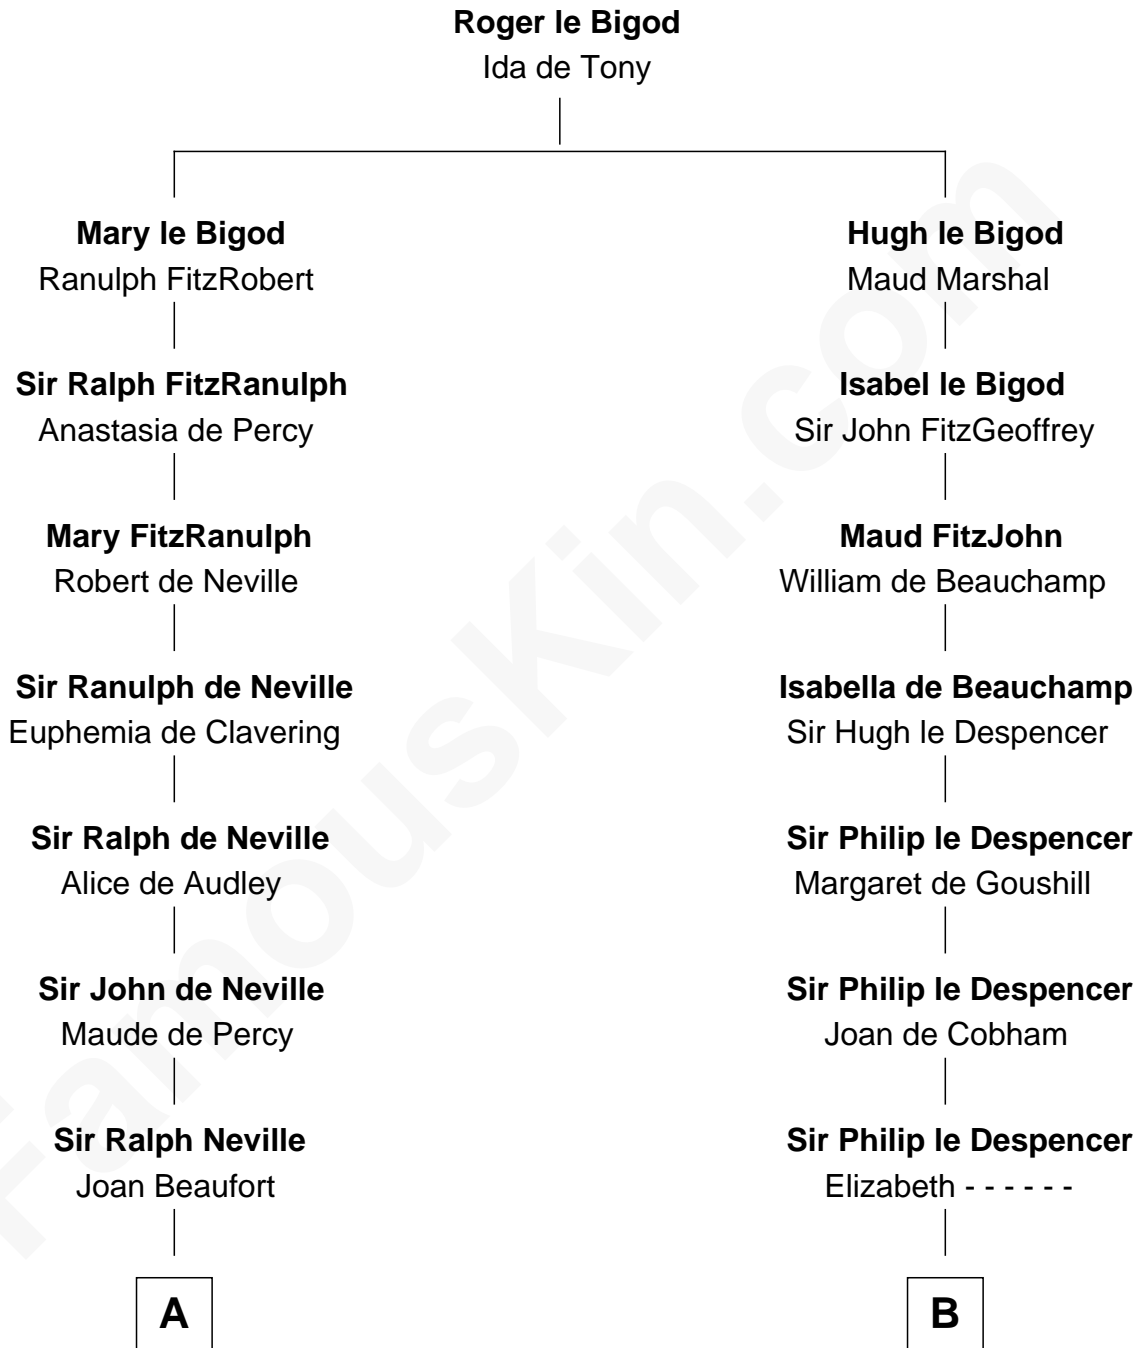 Roger le Bigod
Ida de Tony
Mary le Bigod
Ranulph FitzRobert
Hugh le Bigod
Maud Marshal
Sir Ralph FitzRanulph
Anastasia de Percy
Isabel le Bigod
Sir John FitzGeoffrey
Mary FitzRanulph
Robert de Neville
Maud FitzJohn
William de Beauchamp
Sir Ranulph de Neville
Euphemia de Clavering
Isabella de Beauchamp
Sir Hugh le Despencer
Sir Ralph de Neville
Alice de Audley
Sir Philip le Despencer
Margaret de Goushill
Sir John de Neville
Maude de Percy
Sir Philip le Despencer
Joan de Cobham
Sir Ralph Neville
Joan Beaufort
Sir Philip le Despencer
Elizabeth - - - - - -
A
B
FamousKin.com